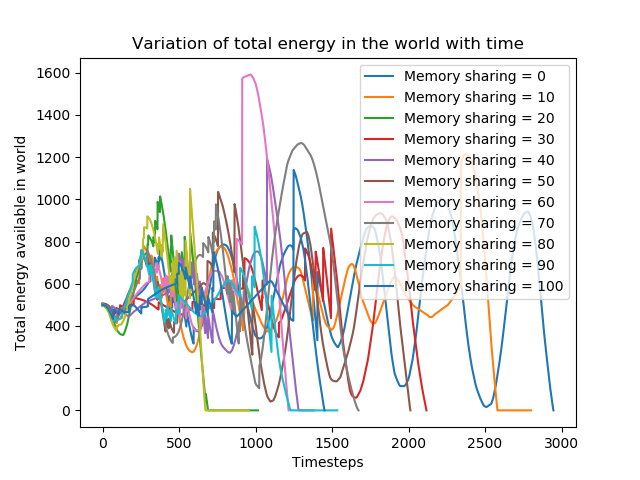 Variation of total energy in the world with time
Total energy available in world
1600
1400
1200
1000
800
600
400
200
0
Memory sharing = 0
Memory sharing = 10
Memory sharing = 20
Memory sharing = 30
Memory sharing = 40
Memory sharing = 50
Memory sharing = 60
Memory sharing = 70
Memory sharing = 80
Memory sharing = 90
Memory sharing = 100
0 500 1000 1500 2000 2500 3000
Timesteps